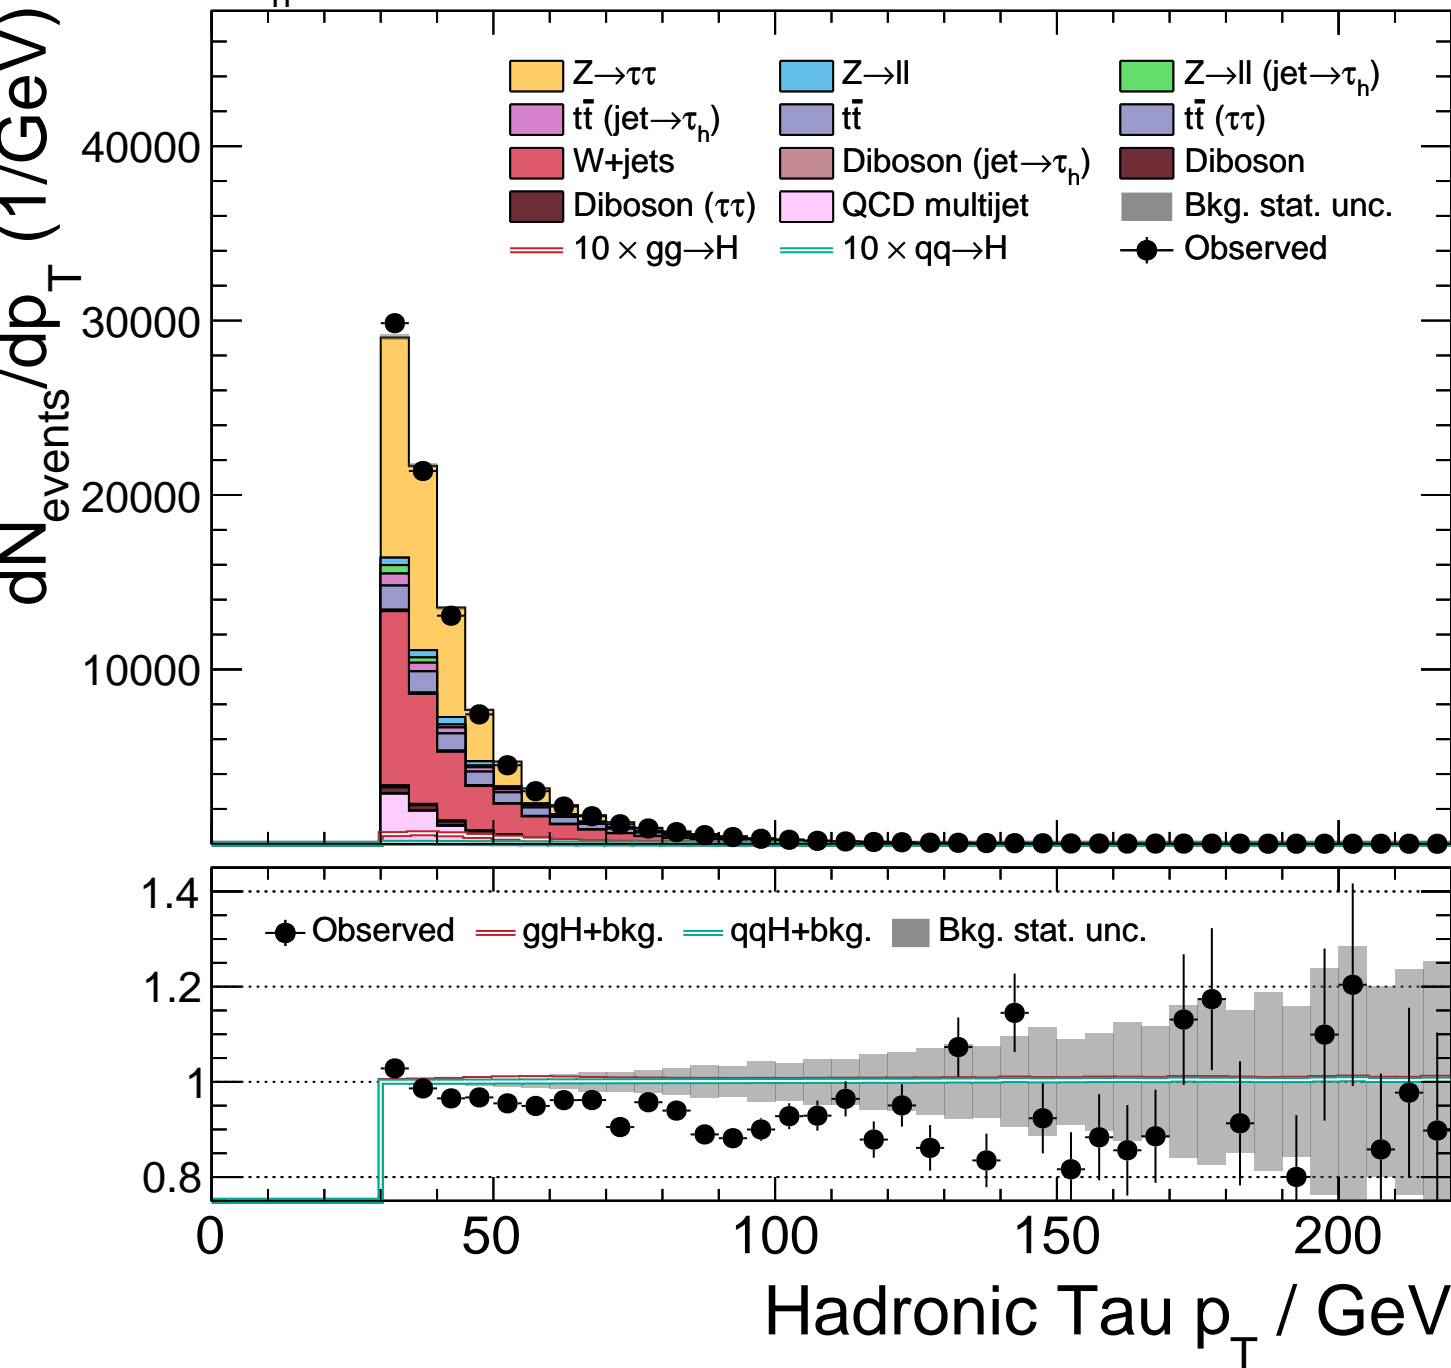 dN_events/dp_T (1/GeV)
Z→ττ Z→ll Z→ll (jet→τ_h)
tt̄ (jet→τ_h) tt̄ tt̄ (ττ)
W+jets Diboson (jet→τ_h) Diboson
Diboson (ττ) QCD multijet Bkg. stat. unc.
10 × gg→H 10 × qq→H Observed
40000
30000
20000
10000
Observed ggH+bkg. qqH+bkg. Bkg. stat. unc.
1.4
1.2
1
0.8
0 50 100 150 200
Hadronic Tau p_T / GeV